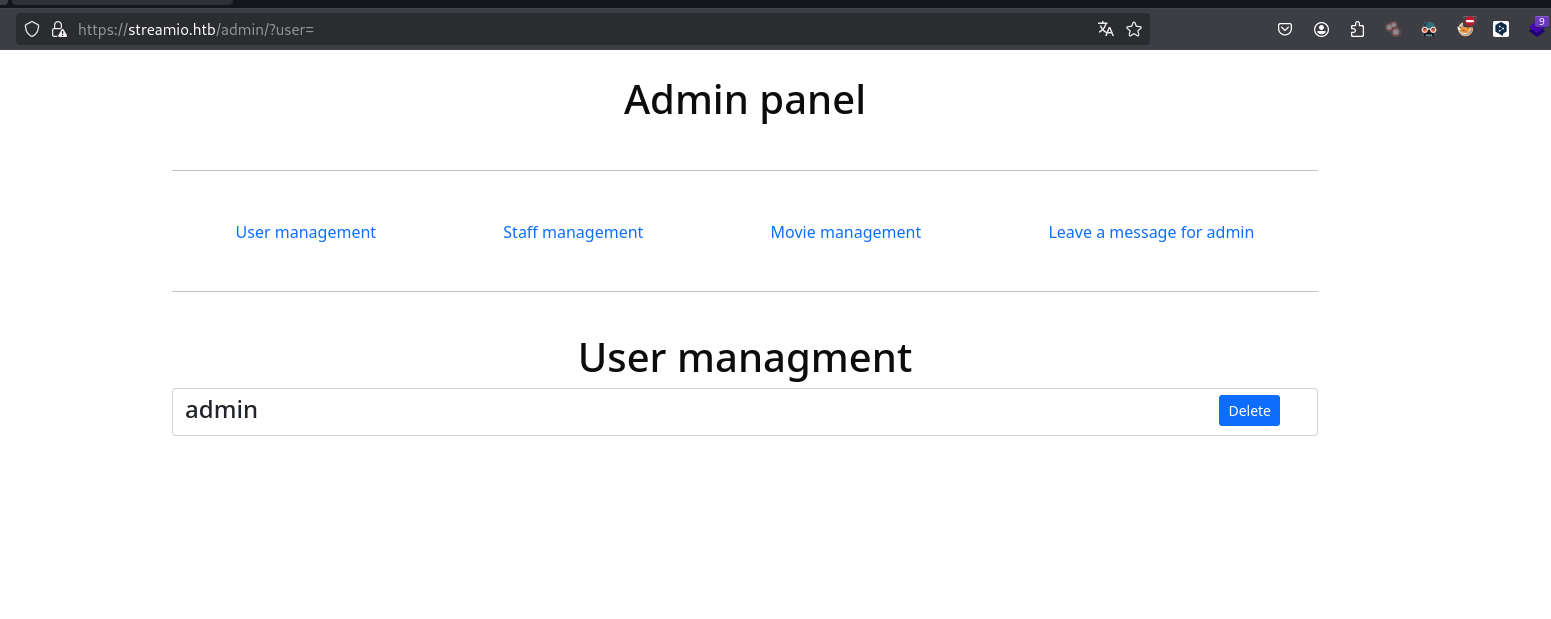 https://streamio.htb/admin/?user=
9
Admin panel
User management Staff management Movie management Leave a message for admin
User managment
admin Delete